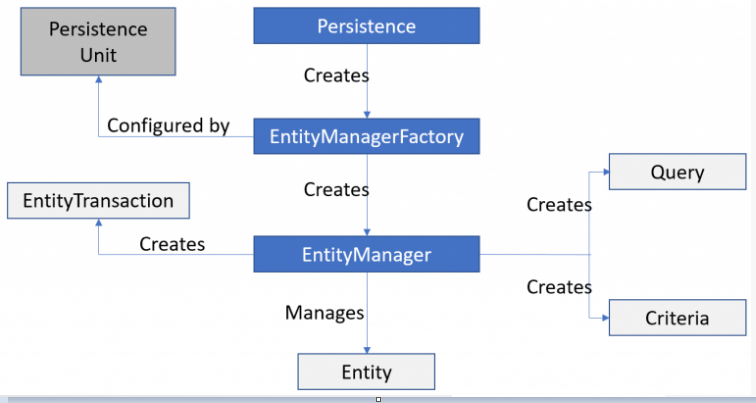 Persistence
Unit
Persistence
Creates
Configured by
EntityManagerFactory
Creates
Query
EntityTransaction
Creates
Creates
EntityManager
Creates
Manages
Criteria
Entity